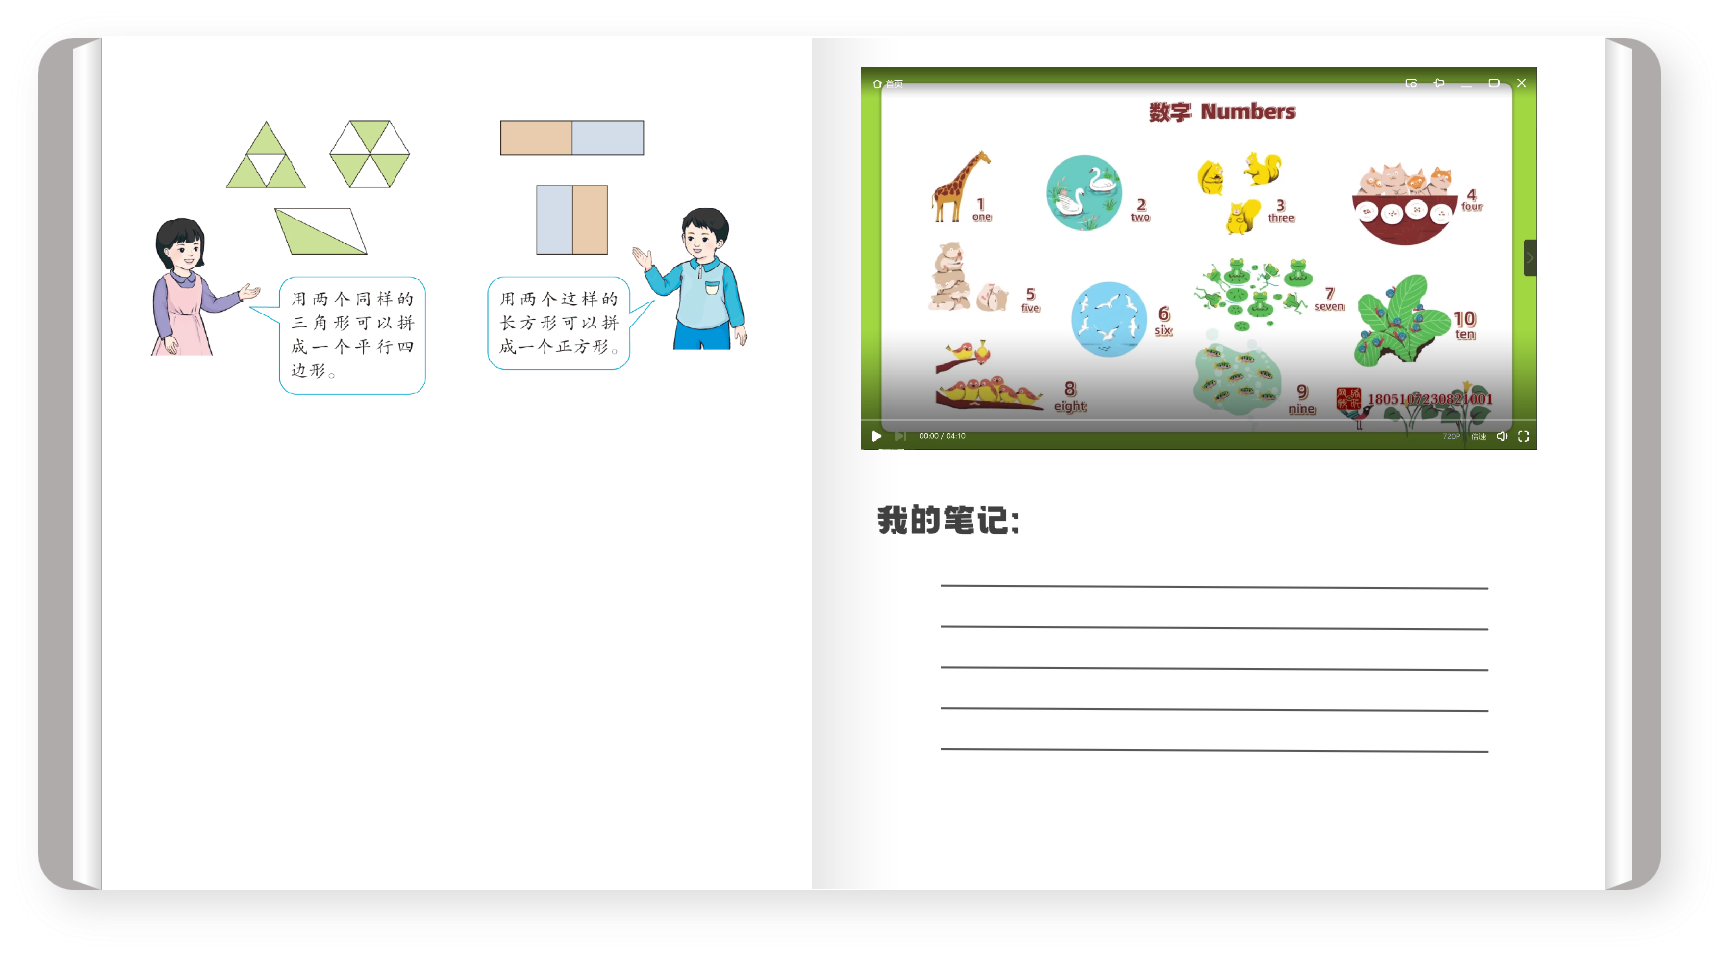 用两个同样的
三角形可以拼
成一个平行四
边形。
用两个这样的
长方形可以拼
成一个正方形。
首页
数字 Numbers
1
one
2
two
3
three
4
four
5
five
6
six
7
seven
10
ten
8
eight
9
nine
1805107230821001
00:00 / 04:10
720P
倍速
我的笔记: